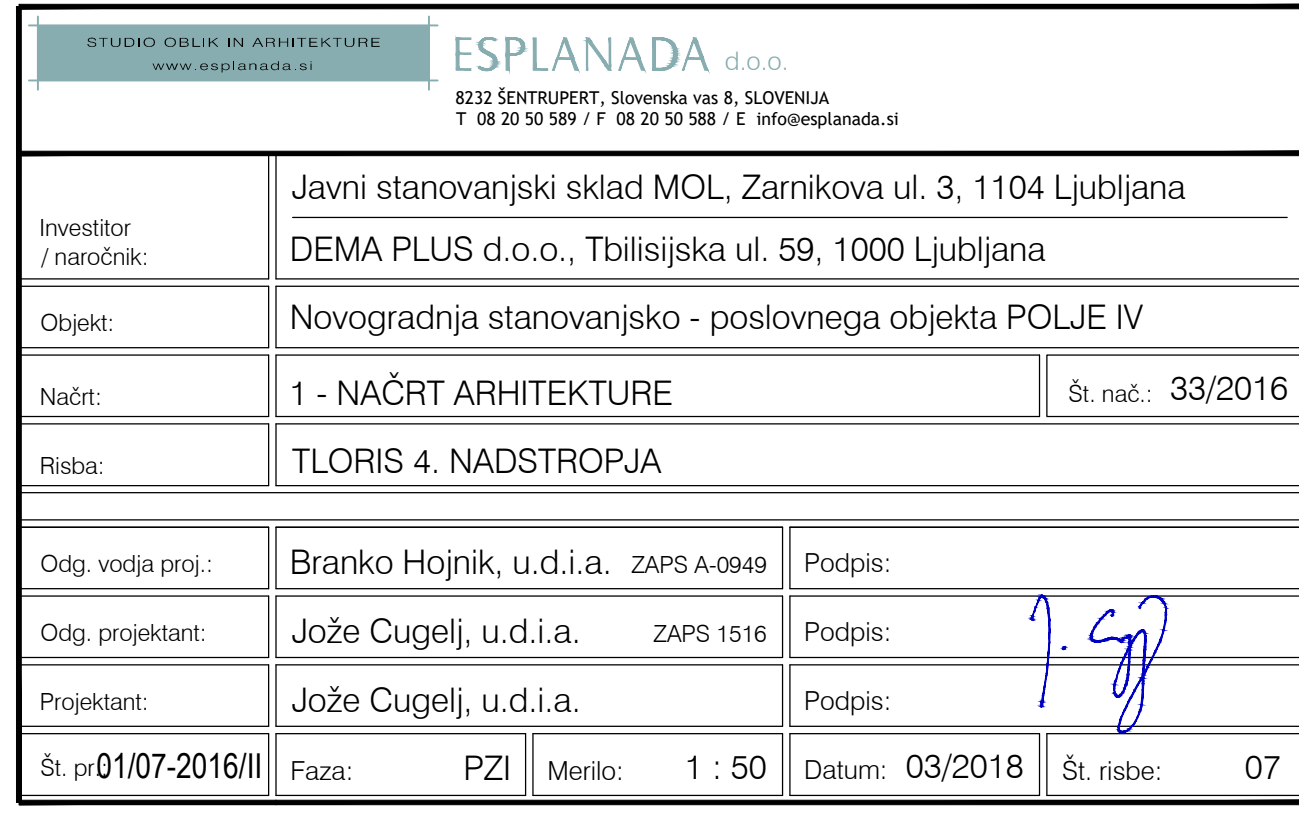 STUDIO OBLIK IN ARHITEKTURE
www.esplanada.si
ESPLANADA d.o.o.
8232 ŠENTRUPERT, Slovenska vas 8, SLOVENIJA
T 08 20 50 589 / F 08 20 50 588 / E info@esplanada.si
Investitor
/ naročnik:
Javni stanovanjski sklad MOL, Zarnikova ul. 3, 1104 Ljubljana
DEMA PLUS d.o.o., Tbilisijska ul. 59, 1000 Ljubljana
Objekt: Novogradnja stanovanjsko - poslovnega objekta POLJE IV
Načrt: 1 - NAČRT ARHITEKTURE Št. nač.: 33/2016
Risba: TLORIS 4. NADSTROPJA
Odg. vodja proj.: Branko Hojnik, u.d.i.a. ZAPS A-0949 Podpis:
Odg. projektant: Jože Cugelj, u.d.i.a. ZAPS 1516 Podpis:
Projektant: Jože Cugelj, u.d.i.a. Podpis:
Št. pr. 01/07-2016/II Faza: PZI Merilo: 1 : 50 Datum: 03/2018 Št. risbe: 07